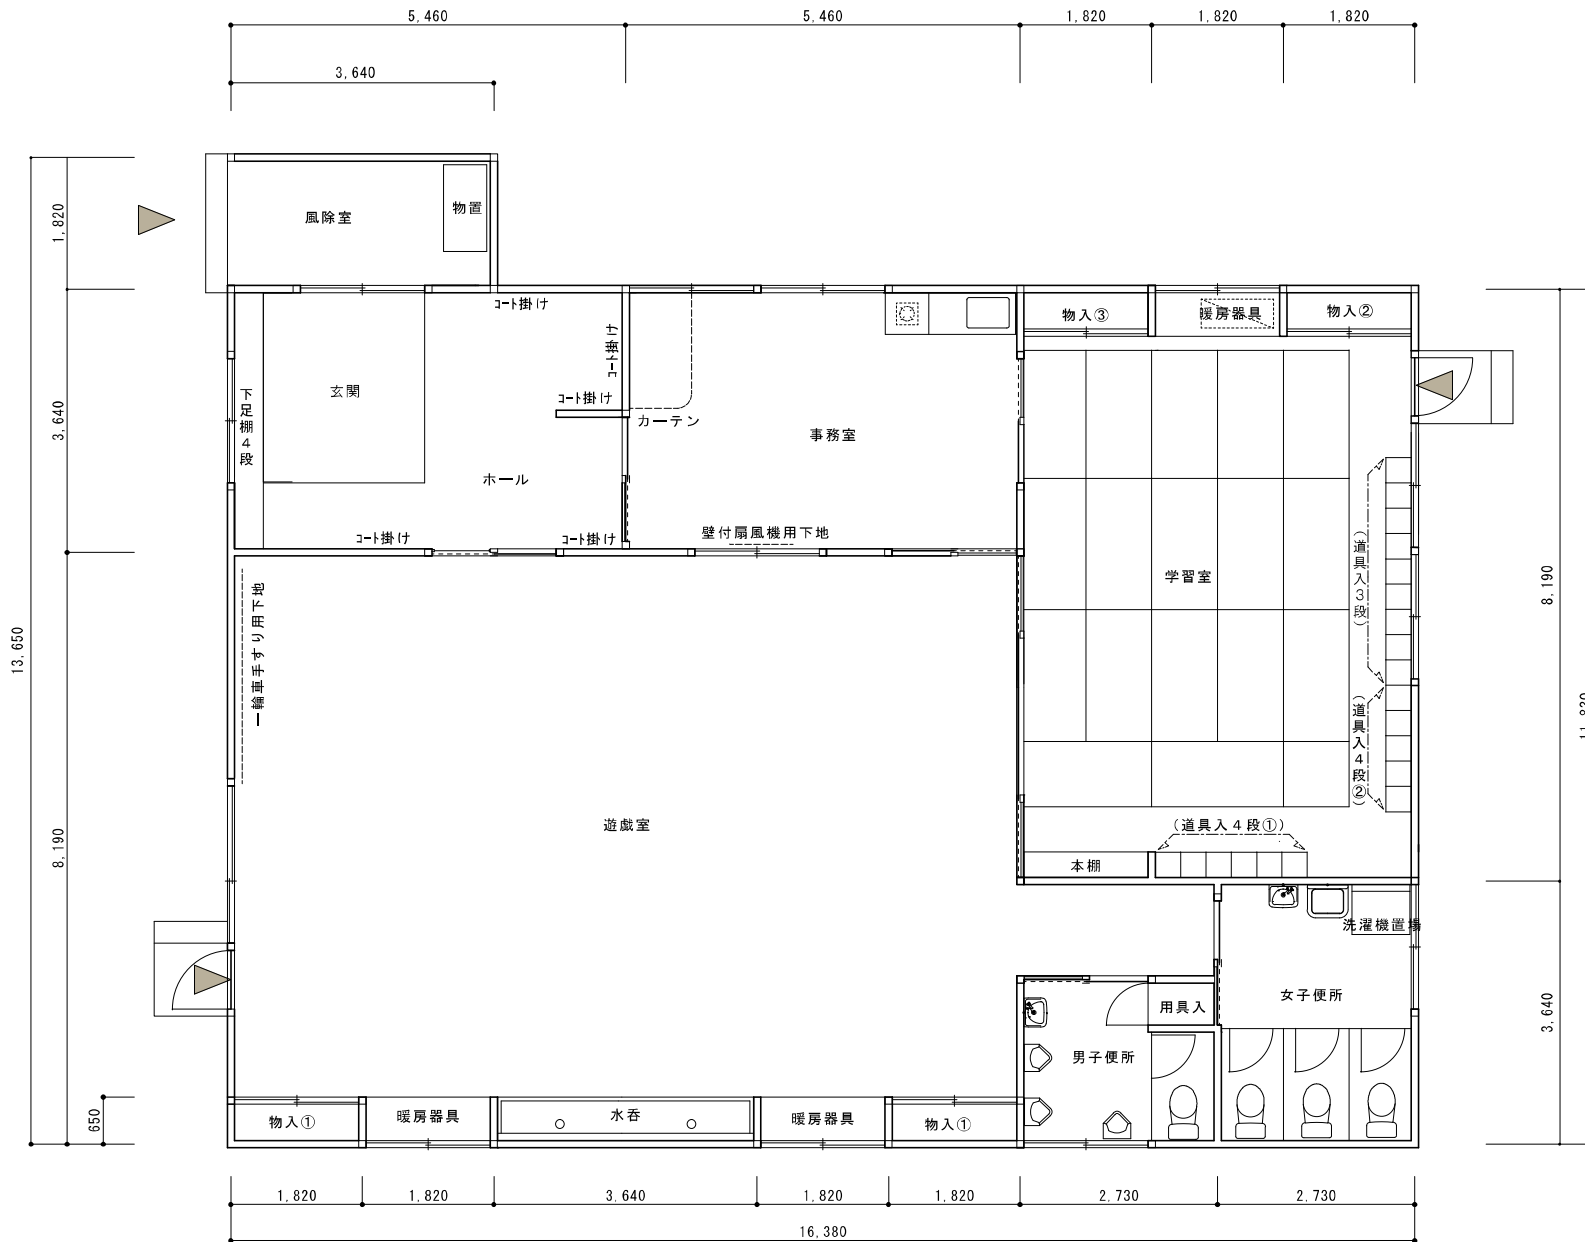 5,460
5,460
1,820
1,820
1,820
3,640
風除室
物置
1,820
コート掛け
物入③
暖房器具
物入②
コート掛け
玄関
下足棚4段
コート掛け
カーテン
事務室
3,640
ホール
壁付扇風機用下地
コート掛け
コート掛け
(道具入3段)
学習室
8,190
一輪車手すり用下地
13,650
(道具入4段②)
遊戯室
(道具入4段①)
8,190
本棚
洗濯機置場
女子便所
用具入
3,640
男子便所
650
物入①
暖房器具
水呑
暖房器具
物入①
1,820
1,820
3,640
1,820
1,820
2,730
2,730
16,380